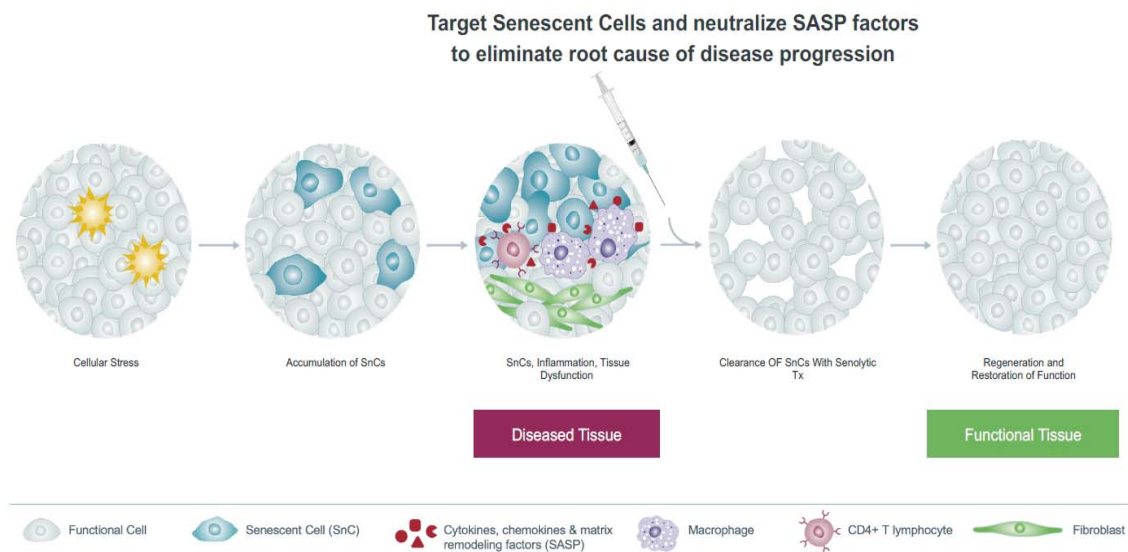 Target Senescent Cells and neutralize SASP factors
to eliminate root cause of disease progression
Cellular Stress
Accumulation of SnCs
SnCs, Inflammation, Tissue
Dysfunction
Clearance OF SnCs With Senolytic
Tx
Regeneration and
Restoration of Function
Diseased Tissue
Functional Tissue
Functional Cell
Senescent Cell (SnC)
Cytokines, chemokines & matrix
remodeling factors (SASP)
Macrophage
CD4+ T lymphocyte
Fibroblast